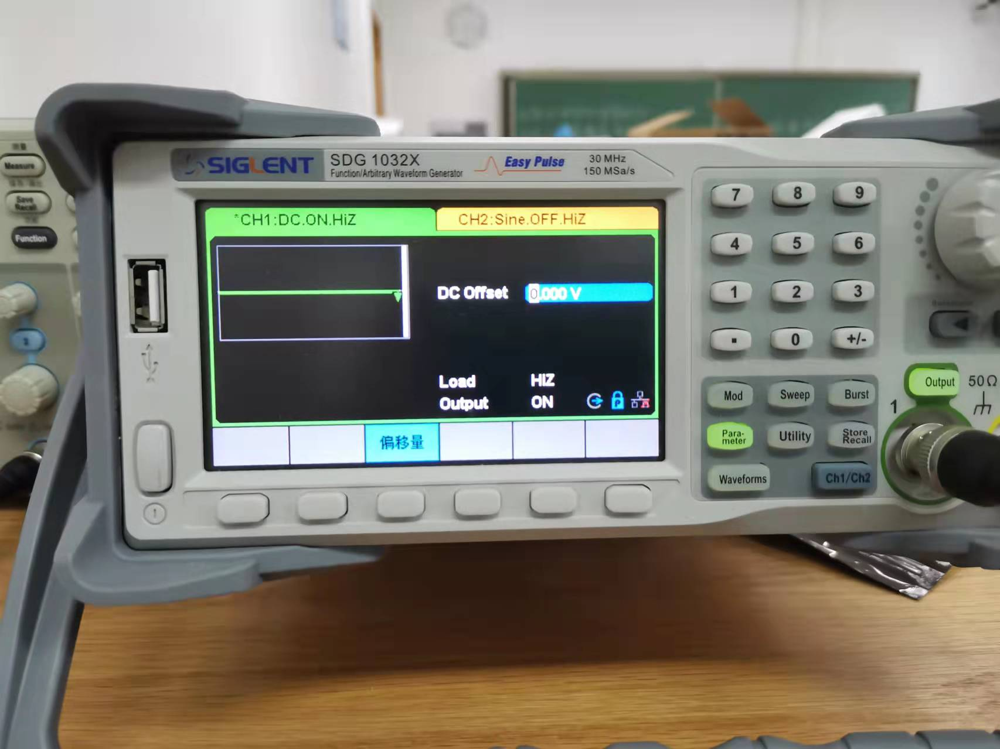 SIGLENT
SDG 1032X
Function/Arbitrary Waveform Generator
Easy Pulse
30 MHz
150 MSa/s
Measure
Save
Recall
Function
*CH1:DC.ON.HiZ
CH2:Sine.OFF.HiZ
DC Offset 0.000 V
Load HiZ
Output ON
P
偏移量
7 8 9
4 5 6
1 2 3
. 0 +/-
Mod Sweep Burst
Para-
meter
Utility
Store
Recall
Waveforms
Ch1/Ch2
Output
50Ω
1